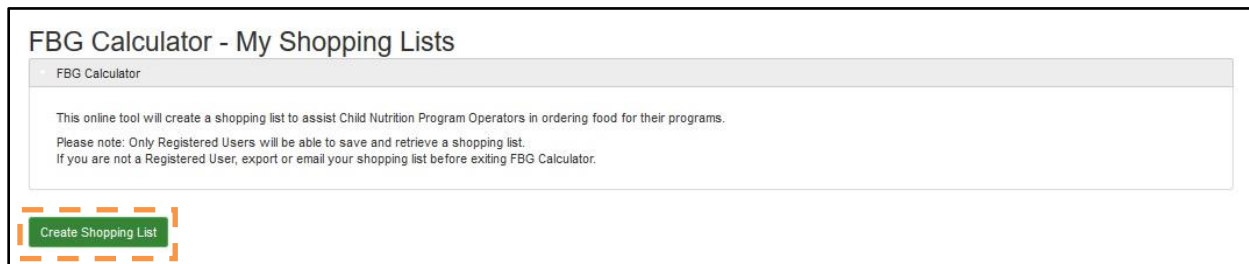 FBG Calculator - My Shopping Lists
FBG Calculator
This online tool will create a shopping list to assist Child Nutrition Program Operators in ordering food for their programs.
Please note: Only Registered Users will be able to save and retrieve a shopping list.
If you are not a Registered User, export or email your shopping list before exiting FBG Calculator.
Create Shopping List